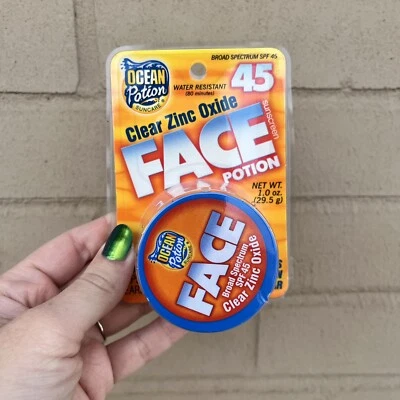 BROAD SPECTRUM SPF 45
OCEAN
Potion
SUNCARE
WATER RESISTANT
(80 minutes)
45
sunscreen
Clear Zinc Oxide
FACE
POTION
NET WT.
1.0 oz.
(29.5 g)
OCEAN
Potion
FACE
Broad Spectrum
SPF 45
Clear Zinc Oxide